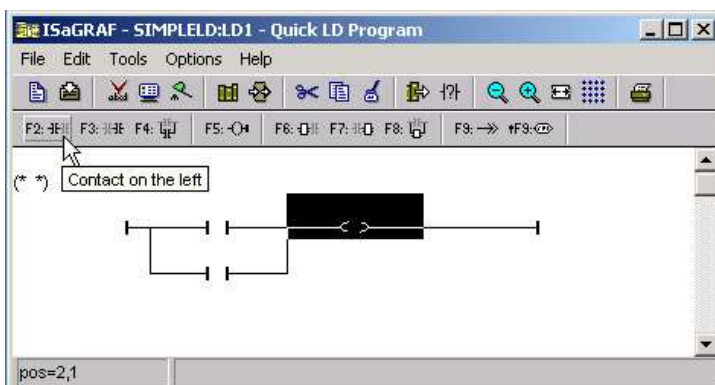 ISaGRAF - SIMPLELD:LD1 - Quick LD Program
File Edit Tools Options Help
F2: F3: F4: F5: F6: F7: F8: F9: F9:
Contact on the left
(* *)
pos=2,1